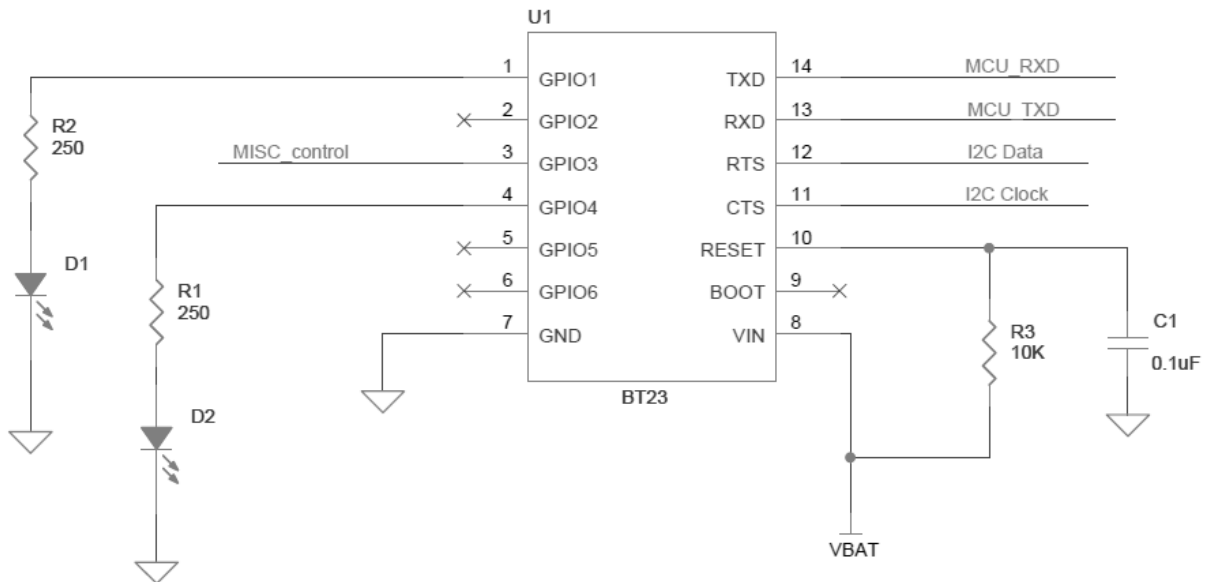 U1
1
GPIO1
TXD
14
MCU_RXD
R2
250
2
GPIO2
RXD
13
MCU_TXD
MISC_control
3
GPIO3
RTS
12
I2C Data
4
GPIO4
CTS
11
I2C Clock
5
GPIO5
RESET
10
D1
R1
250
6
GPIO6
BOOT
9
7
GND
VIN
8
R3
10K
C1
0.1uF
BT23
D2
VBAT